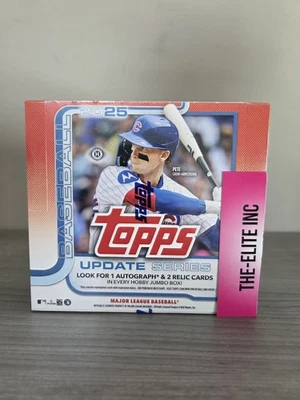 2025
BASEBALL
PETE
CROW-ARMSTRONG
TOPPS
topps
UPDATE SERIES
LOOK FOR 1 AUTOGRAPH* & 2 RELIC CARDS
IN EVERY HOBBY JUMBO BOX!
MAJOR LEAGUE BASEBALL®
THE-ELITE INC